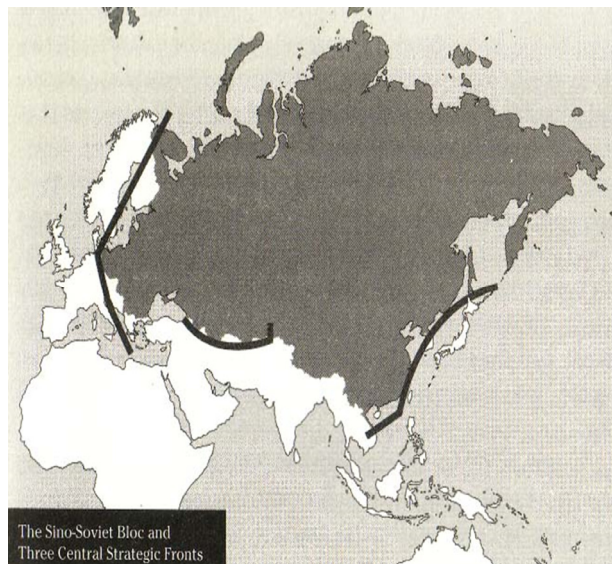 The Sino-Soviet Bloc and
Three Central Strategic Fronts